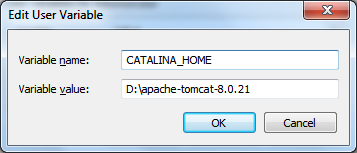 Edit User Variable
Variable name: CATALINA_HOME
Variable value: D:\apache-tomcat-8.0.21
OK Cancel